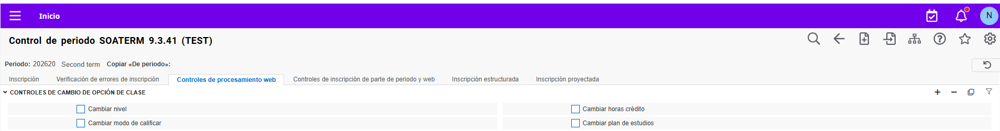 Inicio
N
Control de periodo SOATERM 9.3.41 (TEST)
Periodo: 202620 Second term Copiar «De periodo»:
Inscripción Verificación de errores de inscripción Controles de procesamiento web Controles de inscripción de parte de periodo y web Inscripción estructurada Inscripción proyectada
CONTROLES DE CAMBIO DE OPCIÓN DE CLASE
Cambiar nivel Cambiar horas crédito
Cambiar modo de calificar Cambiar plan de estudios